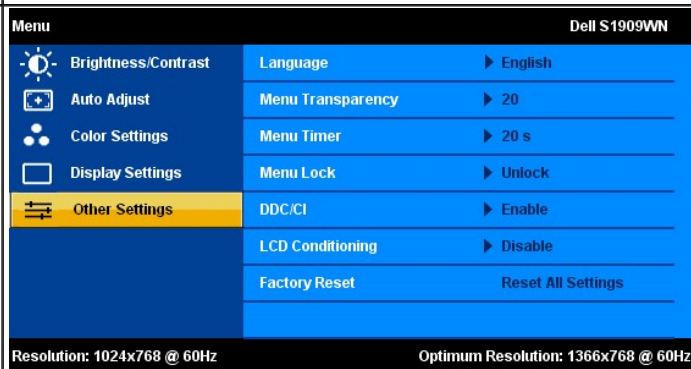 Menu Dell S1909WN
Brightness/Contrast
Auto Adjust
Color Settings
Display Settings
Other Settings
Language English
Menu Transparency 20
Menu Timer 20 s
Menu Lock Unlock
DDC/CI Enable
LCD Conditioning Disable
Factory Reset Reset All Settings
Resolution: 1024x768 @ 60Hz Optimum Resolution: 1366x768 @ 60Hz